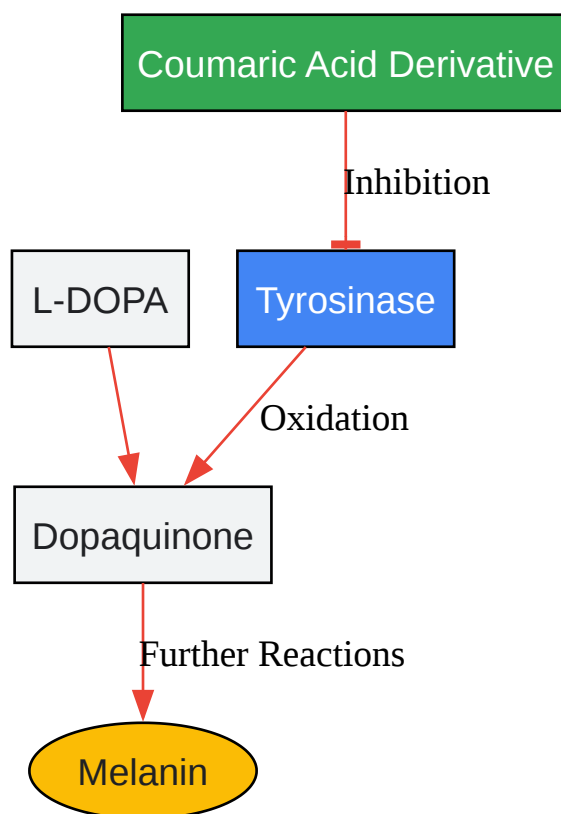 Coumaric Acid Derivative
Inhibition
L-DOPA
Tyrosinase
Oxidation
Dopaquinone
Further Reactions
Melanin